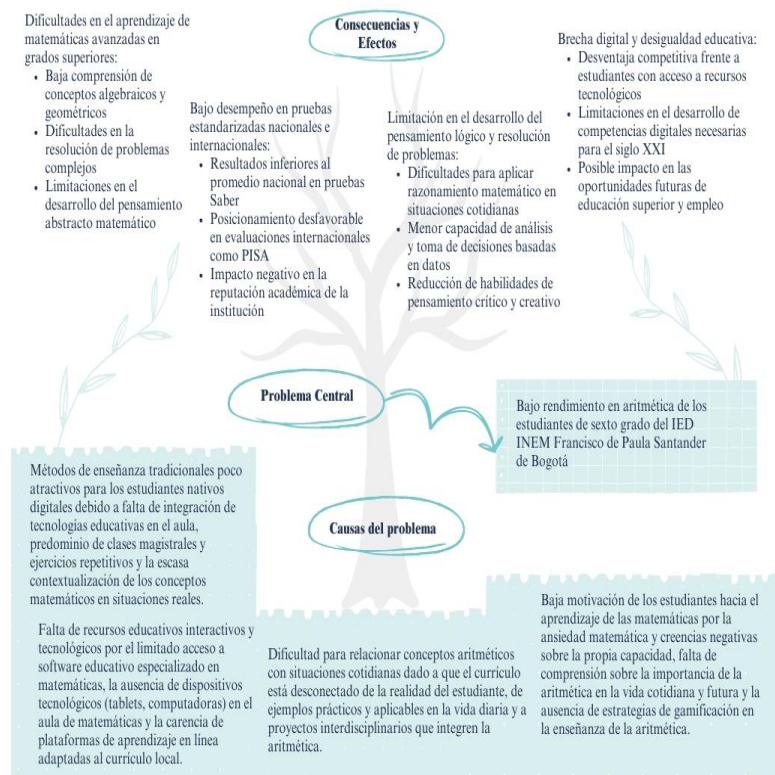 Consecuencias y
Efectos
Dificultades en el aprendizaje de
matemáticas avanzadas en
grados superiores:
• Baja comprensión de
conceptos algebraicos y
geométricos
• Dificultades en la
resolución de problemas
complejos
• Limitaciones en el
desarrollo del pensamiento
abstracto matemático
Bajo desempeño en pruebas
estandarizadas nacionales e
internacionales:
• Resultados inferiores al
promedio nacional en pruebas
Saber
• Posicionamiento desfavorable
en evaluaciones internacionales
como PISA
• Impacto negativo en la
reputación académica de la
institución
Limitación en el desarrollo del
pensamiento lógico y resolución
de problemas:
• Dificultades para aplicar
razonamiento matemático en
situaciones cotidianas
• Menor capacidad de análisis
y toma de decisiones basadas
en datos
• Reducción de habilidades de
pensamiento crítico y creativo
Brecha digital y desigualdad educativa:
• Desventaja competitiva frente a
estudiantes con acceso a recursos
tecnológicos
• Limitaciones en el desarrollo de
competencias digitales necesarias
para el siglo XXI
• Posible impacto en las
oportunidades futuras de
educación superior y empleo
Problema Central
Bajo rendimiento en aritmética de los
estudiantes de sexto grado del IED
INEM Francisco de Paula Santander
de Bogotá
Causas del problema
Métodos de enseñanza tradicionales poco
atractivos para los estudiantes nativos
digitales debido a falta de integración de
tecnologías educativas en el aula,
predominio de clases magistrales y
ejercicios repetitivos y la escasa
contextualización de los conceptos
matemáticos en situaciones reales.
Falta de recursos educativos interactivos y
tecnológicos por el limitado acceso a
software educativo especializado en
matemáticas, la ausencia de dispositivos
tecnológicos (tablets, computadoras) en el
aula de matemáticas y la carencia de
plataformas de aprendizaje en línea
adaptadas al currículo local.
Dificultad para relacionar conceptos aritméticos
con situaciones cotidianas dado a que el currículo
está desconectado de la realidad del estudiante, de
ejemplos prácticos y aplicables en la vida diaria y a
proyectos interdisciplinarios que integren la
aritmética.
Baja motivación de los estudiantes hacia el
aprendizaje de las matemáticas por la
ansiedad matemática y creencias negativas
sobre la propia capacidad, falta de
comprensión sobre la importancia de la
aritmética en la vida cotidiana y futura y la
ausencia de estrategias de gamificación en
la enseñanza de la aritmética.